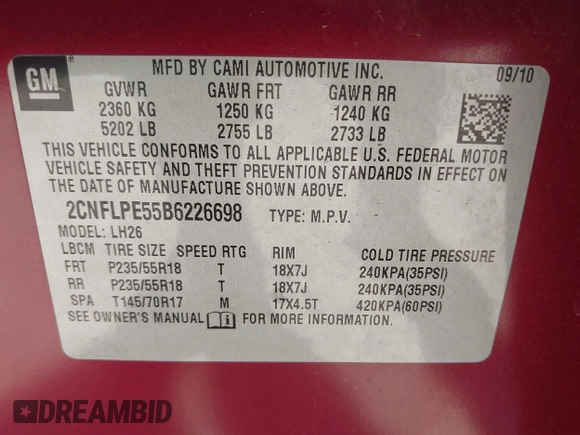 GM®
MFD BY CAMI AUTOMOTIVE INC. 09/10
GVWR GAWR FRT GAWR RR
2360 KG 1250 KG 1240 KG
5202 LB 2755 LB 2733 LB
THIS VEHICLE CONFORMS TO ALL APPLICABLE U.S. FEDERAL MOTOR
VEHICLE SAFETY AND THEFT PREVENTION STANDARDS IN EFFECT ON
THE DATE OF MANUFACTURE SHOWN ABOVE.
2CNFLPE55B6226698 TYPE: M.P.V.
MODEL: LH26
LBCM TIRE SIZE SPEED RTG RIM COLD TIRE PRESSURE
FRT P235/55R18 T 18X7J 240KPA(35PSI)
RR P235/55R18 T 18X7J 240KPA(35PSI)
SPA T145/70R17 M 17X4.5T 420KPA(60PSI)
SEE OWNER'S MANUAL i FOR MORE INFORMATION.
DREAMBID